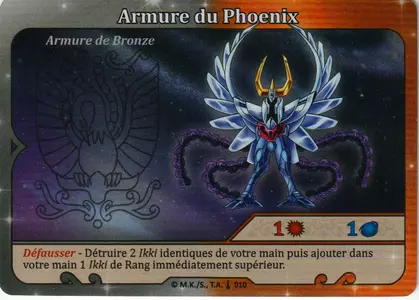 Armure du Phoenix
Armure de Bronze
1 1
Défausser - Détruire 2 Ikki identiques de votre main puis ajouter dans
votre main 1 Ikki de Rang immédiatement supérieur.
© M.K./S., T.A. 010